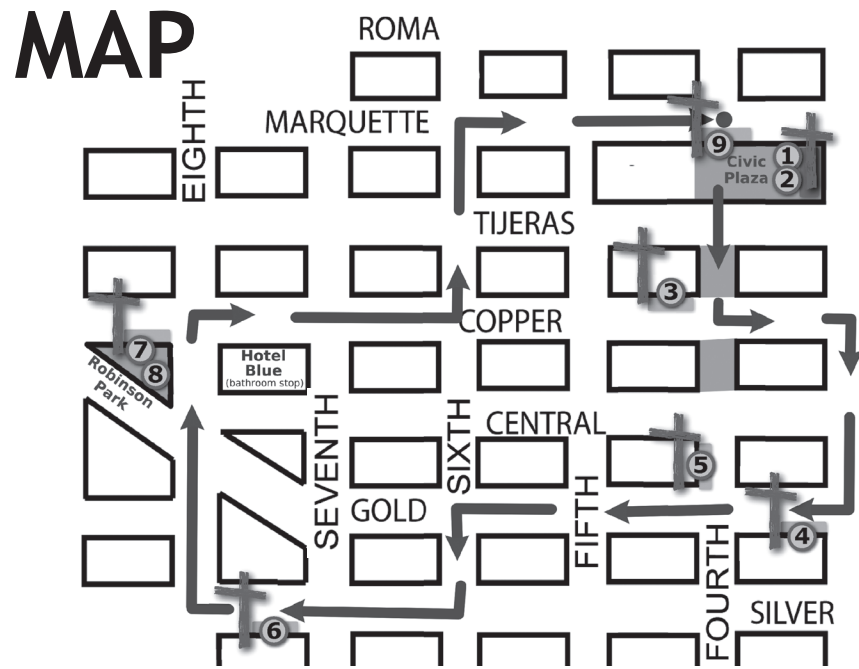 MAP
ROMA
EIGHTH
MARQUETTE
9
Civic
Plaza
1
2
TIJERAS
3
COPPER
7
8
Robinson
Park
Hotel
Blue
(bathroom stop)
SEVENTH
SIXTH
CENTRAL
5
GOLD
FIFTH
FOURTH
4
6
SILVER